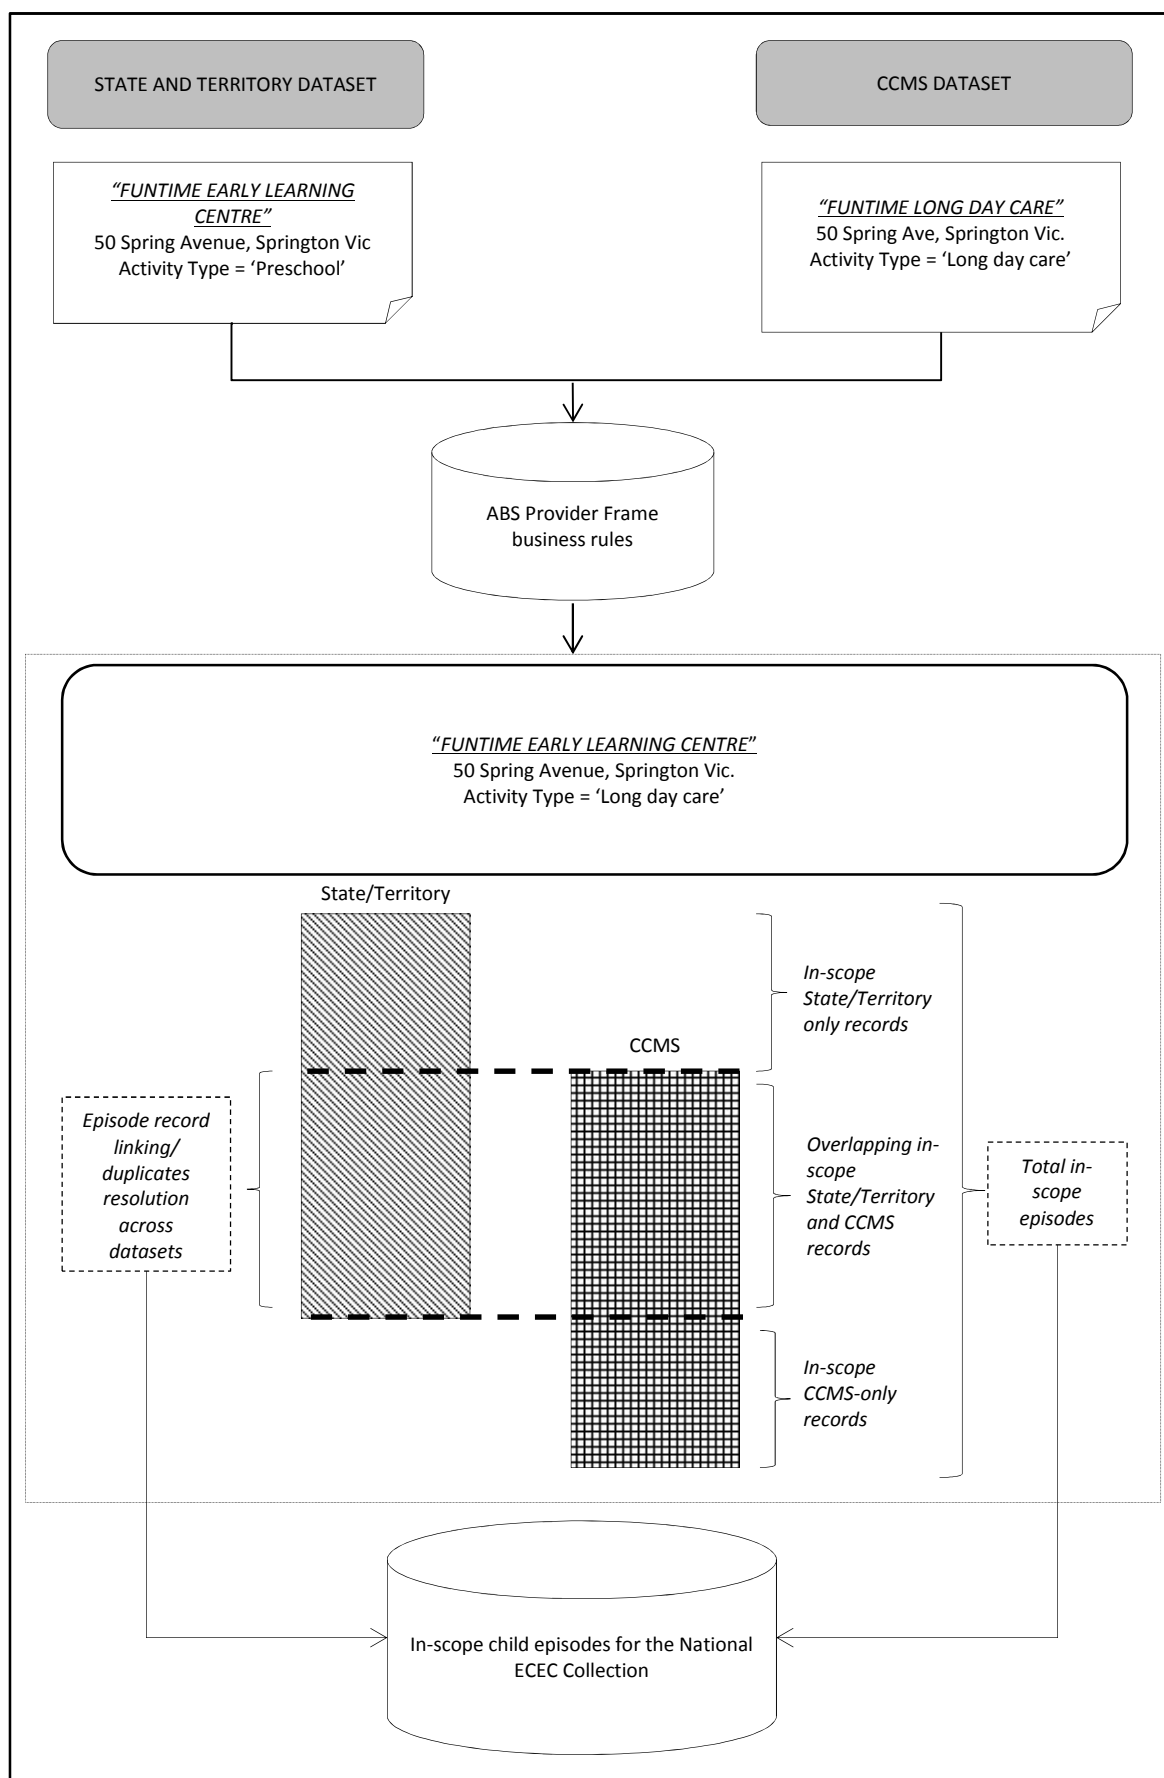 STATE AND TERRITORY DATASET
CCMS DATASET
“FUNTIME EARLY LEARNING
CENTRE”
50 Spring Avenue, Springton Vic
Activity Type = ‘Preschool’
“FUNTIME LONG DAY CARE”
50 Spring Ave, Springton Vic.
Activity Type = ‘Long day care’
ABS Provider Frame
business rules
“FUNTIME EARLY LEARNING CENTRE”
50 Spring Avenue, Springton Vic.
Activity Type = ‘Long day care’
State/Territory
In-scope
State/Territory
only records
CCMS
Episode record
linking/
duplicates
resolution
across
datasets
Overlapping in-
scope
State/Territory
and CCMS
records
Total in-
scope
episodes
In-scope
CCMS-only
records
In-scope child episodes for the National
ECEC Collection